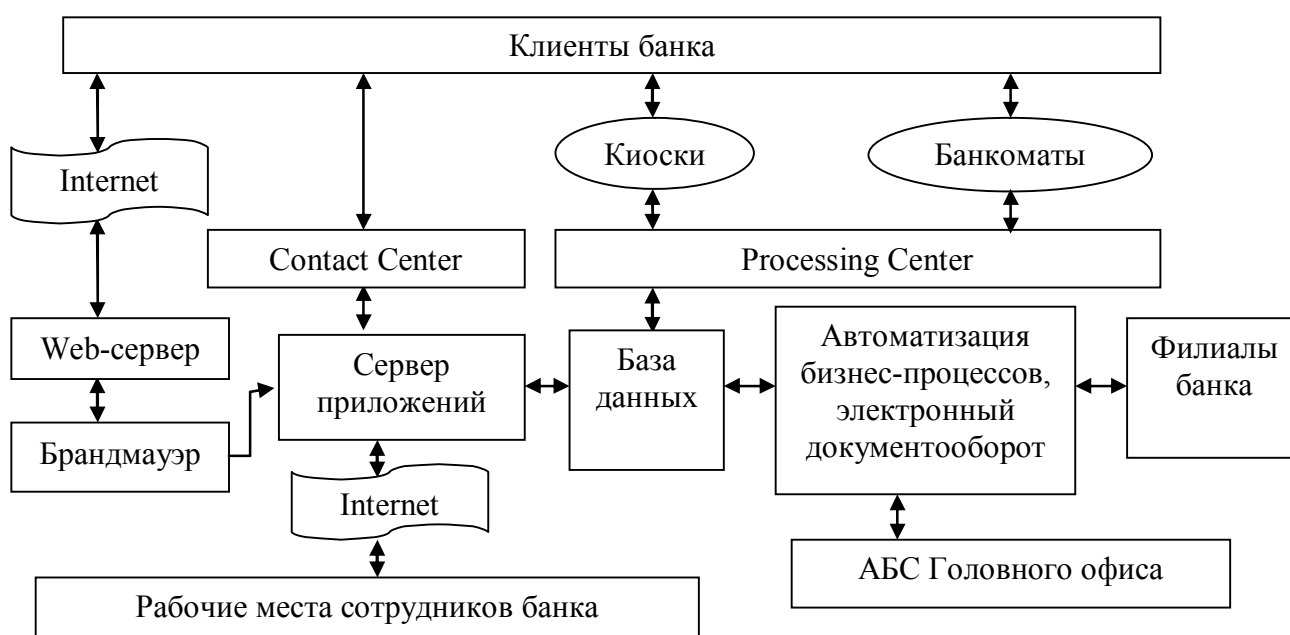 Клиенты банка
Киоски
Банкоматы
Internet
Contact Center
Processing Center
Web-сервер
Сервер
приложений
База
данных
Автоматизация
бизнес-процессов,
электронный
документооборот
Филиалы
банка
Брандмауэр
Internet
АБС Головного офиса
Рабочие места сотрудников банка